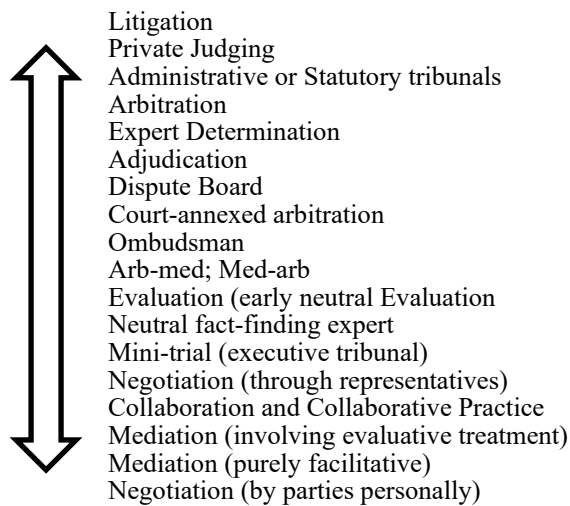 Litigation
Private Judging
Administrative or Statutory tribunals
Arbitration
Expert Determination
Adjudication
Dispute Board
Court-annexed arbitration
Ombudsman
Arb-med; Med-arb
Evaluation (early neutral Evaluation
Neutral fact-finding expert
Mini-trial (executive tribunal)
Negotiation (through representatives)
Collaboration and Collaborative Practice
Mediation (involving evaluative treatment)
Mediation (purely facilitative)
Negotiation (by parties personally)